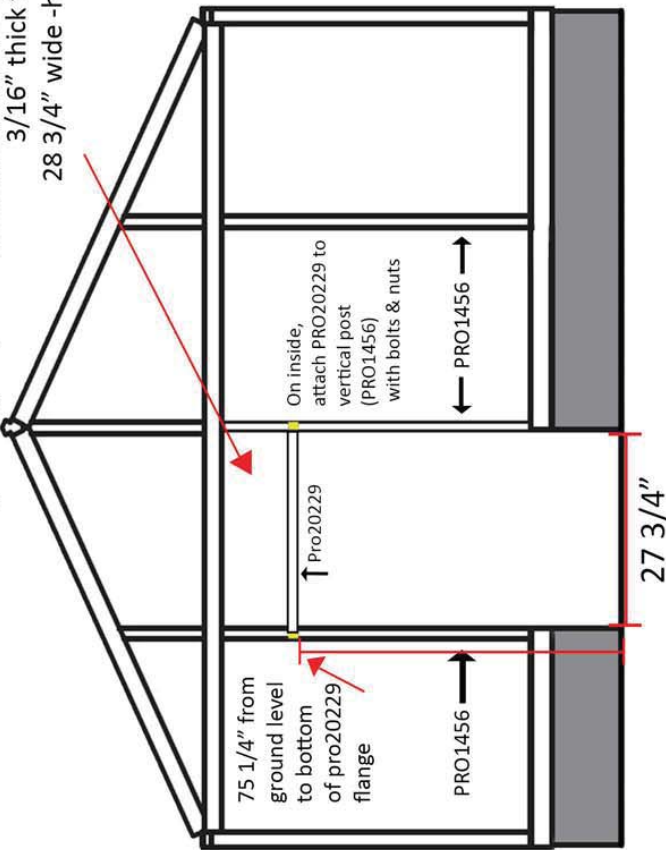 3/16” thick
28 3/4” wide -
On inside,
attach PRO20229 to
vertical post
(PRO1456)
with bolts & nuts
PRO1456
Pro20229
75 1/4” from
ground level
to bottom
of pro20229
flange
PRO1456
27 3/4”